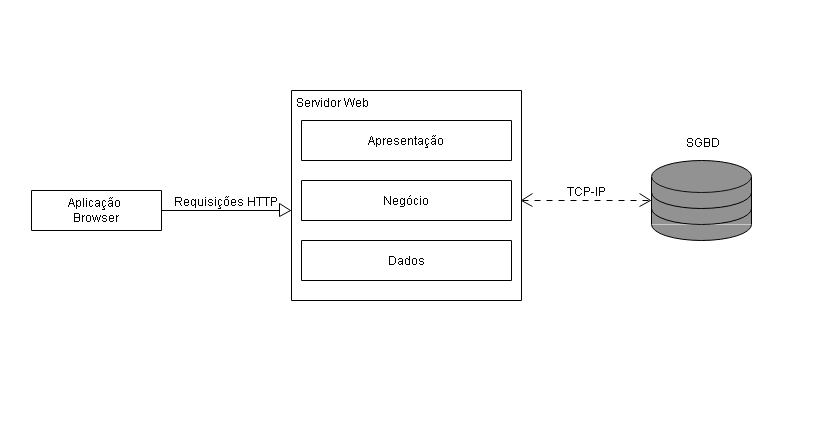 Servidor Web
Apresentação
Negócio
Dados
Aplicação
Browser
Requisições HTTP
TCP-IP
SGBD